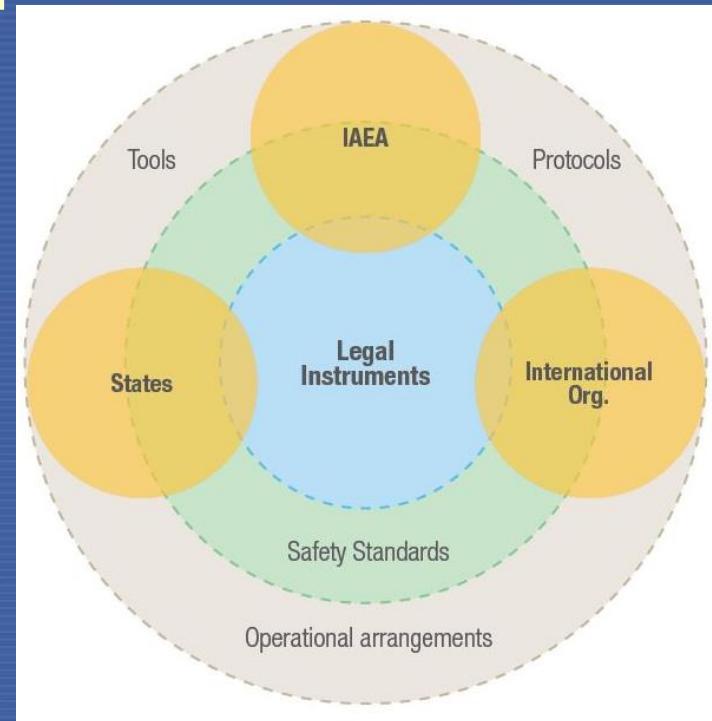 IAEA
Tools
Protocols
Legal
Instruments
States
International
Org.
Safety Standards
Operational arrangements